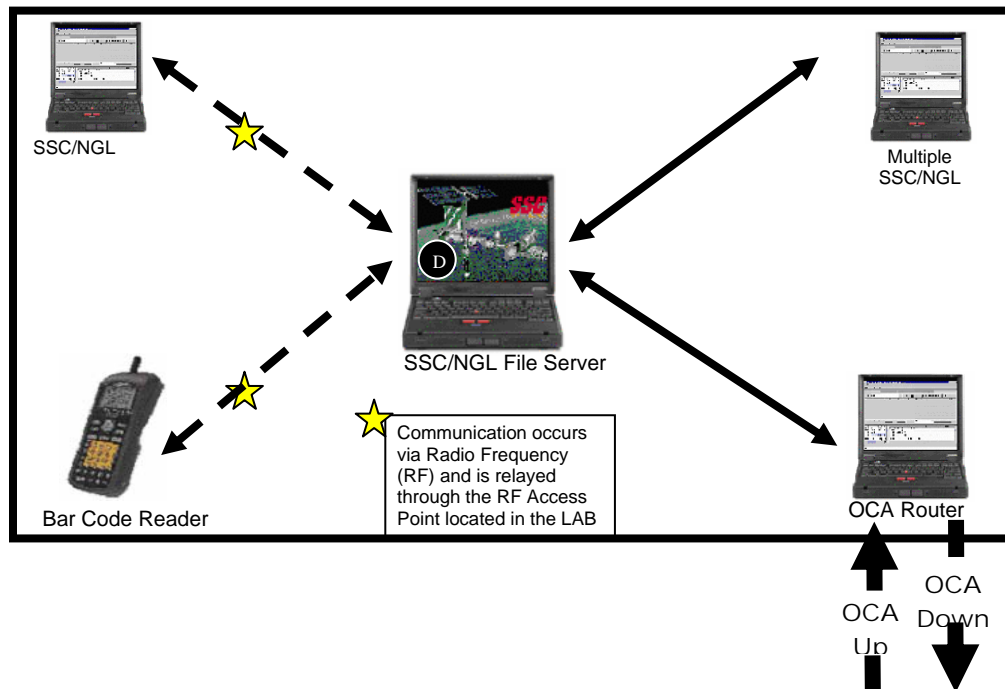 SSC/NGL
Multiple
SSC/NGL
SSC
D
SSC/NGL File Server
Communication occurs
via Radio Frequency
(RF) and is relayed
through the RF Access
Point located in the LAB
Bar Code Reader
OCA Router
OCA
Up
OCA
Down